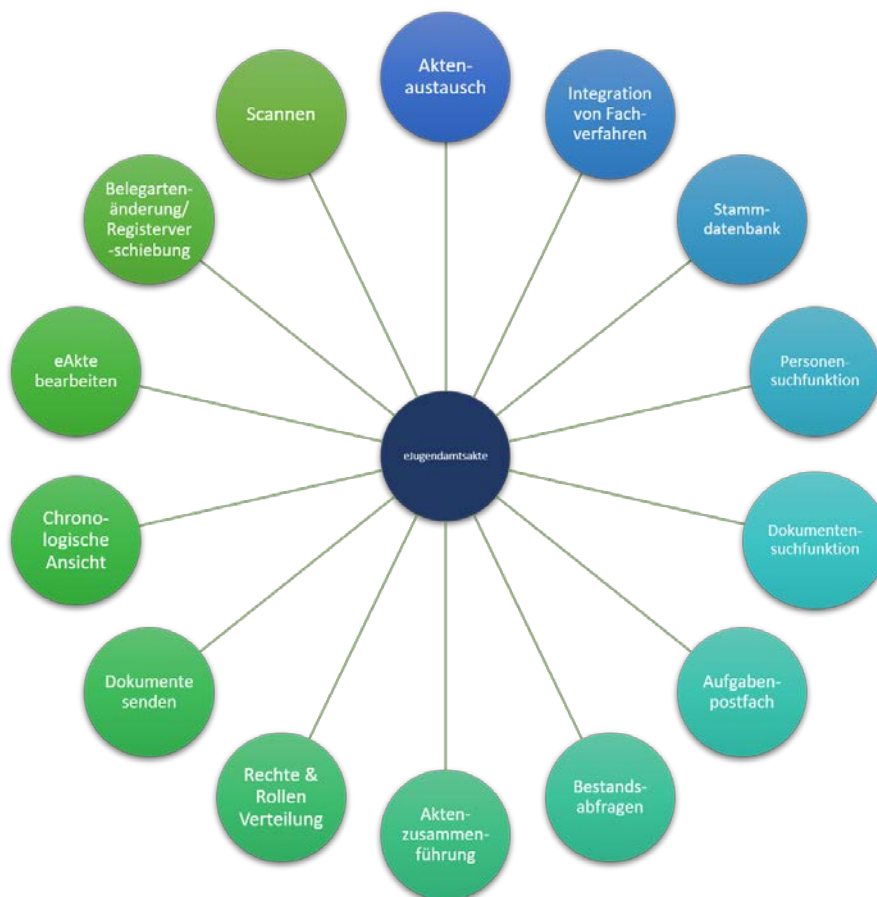 Akten-
austausch
Integration
von Fach-
verfahren
Stamm-
datenbank
Personen-
suchfunktion
Dokumenten-
suchfunktion
Aufgaben-
postfach
Bestands-
abfragen
Akten-
zusammen-
führung
Rechte &
Rollen
Verteilung
Dokumente
senden
Chrono-
logische
Ansicht
eAkte
bearbeiten
Belegarten-
änderung/
Registerver
-schiebung
Scannen
eJugendamtsakte